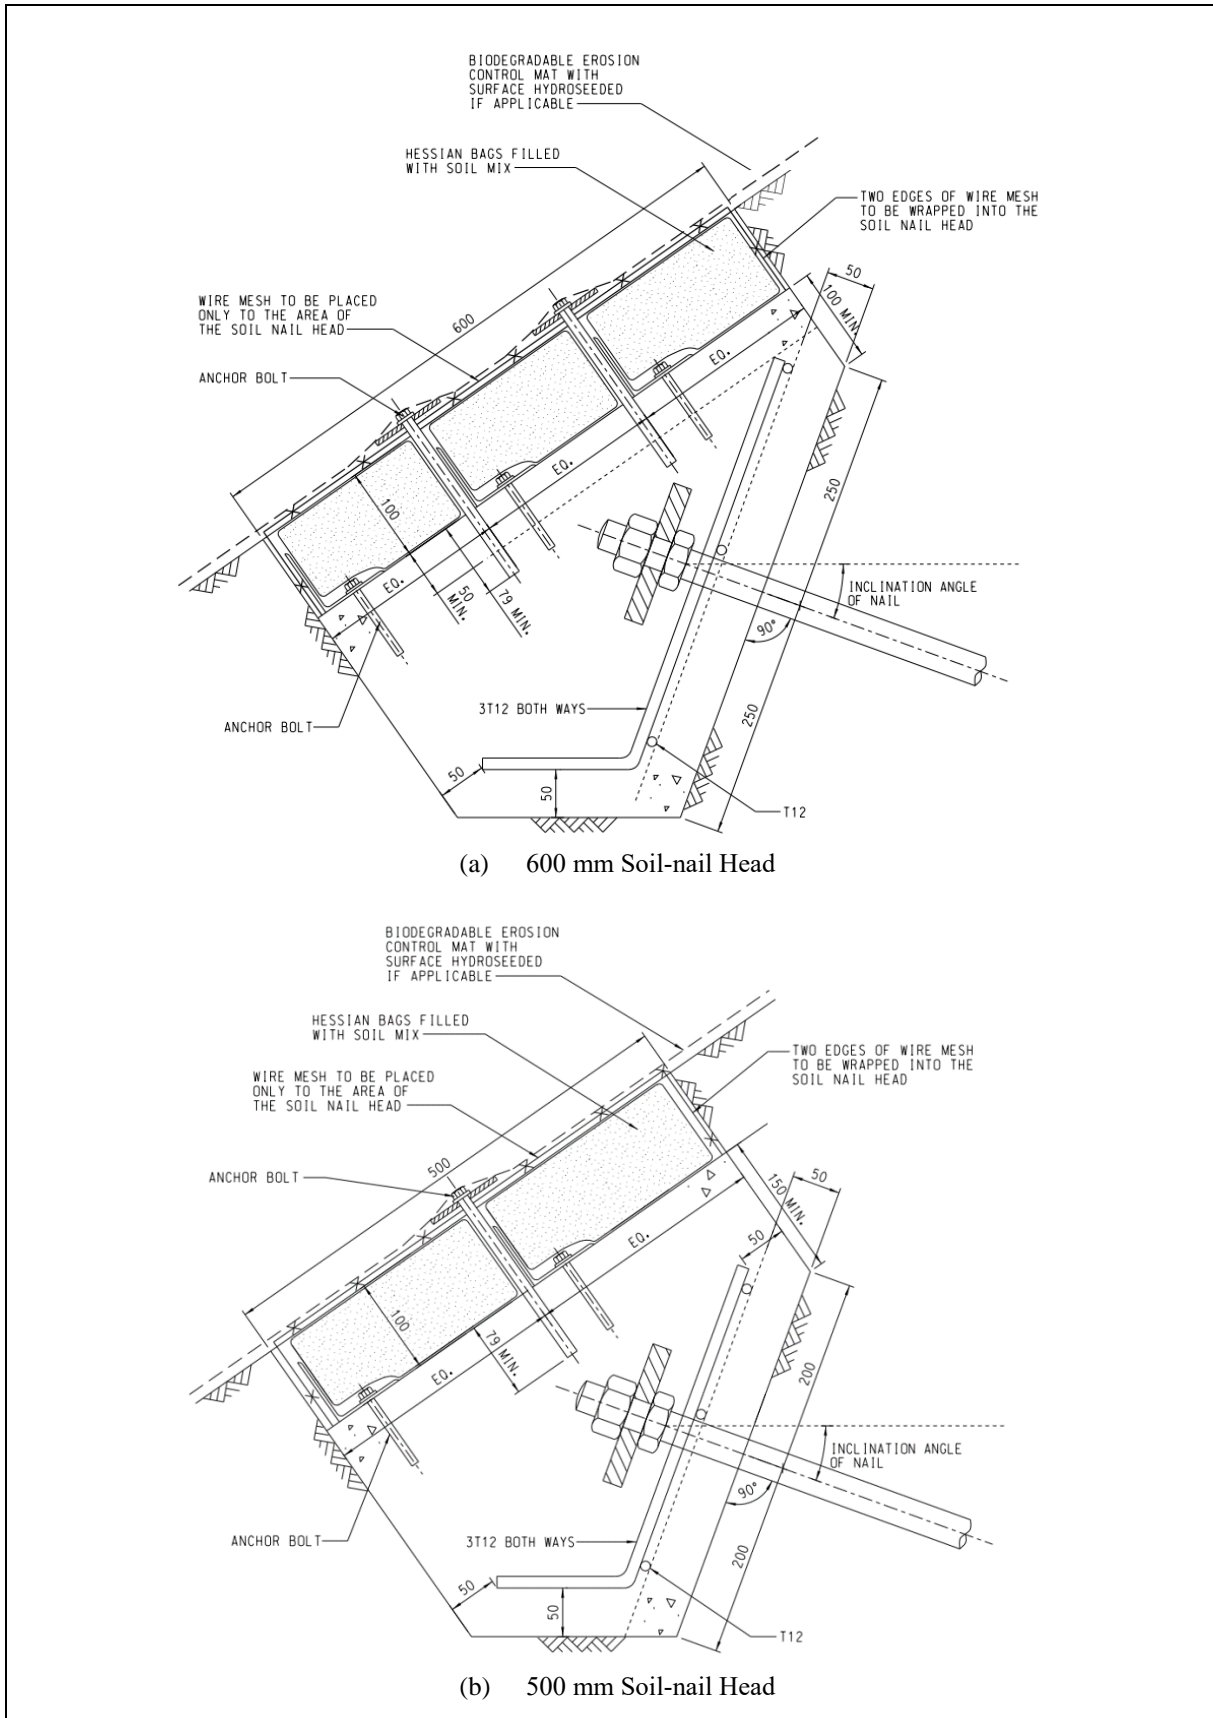 BIODEGRADABLE EROSION
CONTROL MAT WITH
SURFACE HYDROSEEDED
IF APPLICABLE
HESSIAN BAGS FILLED
WITH SOIL MIX
TWO EDGES OF WIRE MESH
TO BE WRAPPED INTO THE
SOIL NAIL HEAD
WIRE MESH TO BE PLACED
ONLY TO THE AREA OF
THE SOIL NAIL HEAD
ANCHOR BOLT
600
50
100 MIN.
EQ.
EQ.
EQ.
100
50
MIN.
79 MIN.
250
INCLINATION ANGLE
OF NAIL
90°
250
3T12 BOTH WAYS
ANCHOR BOLT
50
50
T12
(a) 600 mm Soil-nail Head
BIODEGRADABLE EROSION
CONTROL MAT WITH
SURFACE HYDROSEEDED
IF APPLICABLE
HESSIAN BAGS FILLED
WITH SOIL MIX
TWO EDGES OF WIRE MESH
TO BE WRAPPED INTO THE
SOIL NAIL HEAD
WIRE MESH TO BE PLACED
ONLY TO THE AREA OF
THE SOIL NAIL HEAD
ANCHOR BOLT
500
50
150 MIN.
50
EQ.
EQ.
100
79 MIN.
200
INCLINATION ANGLE
OF NAIL
90°
200
3T12 BOTH WAYS
ANCHOR BOLT
50
50
T12
(b) 500 mm Soil-nail Head